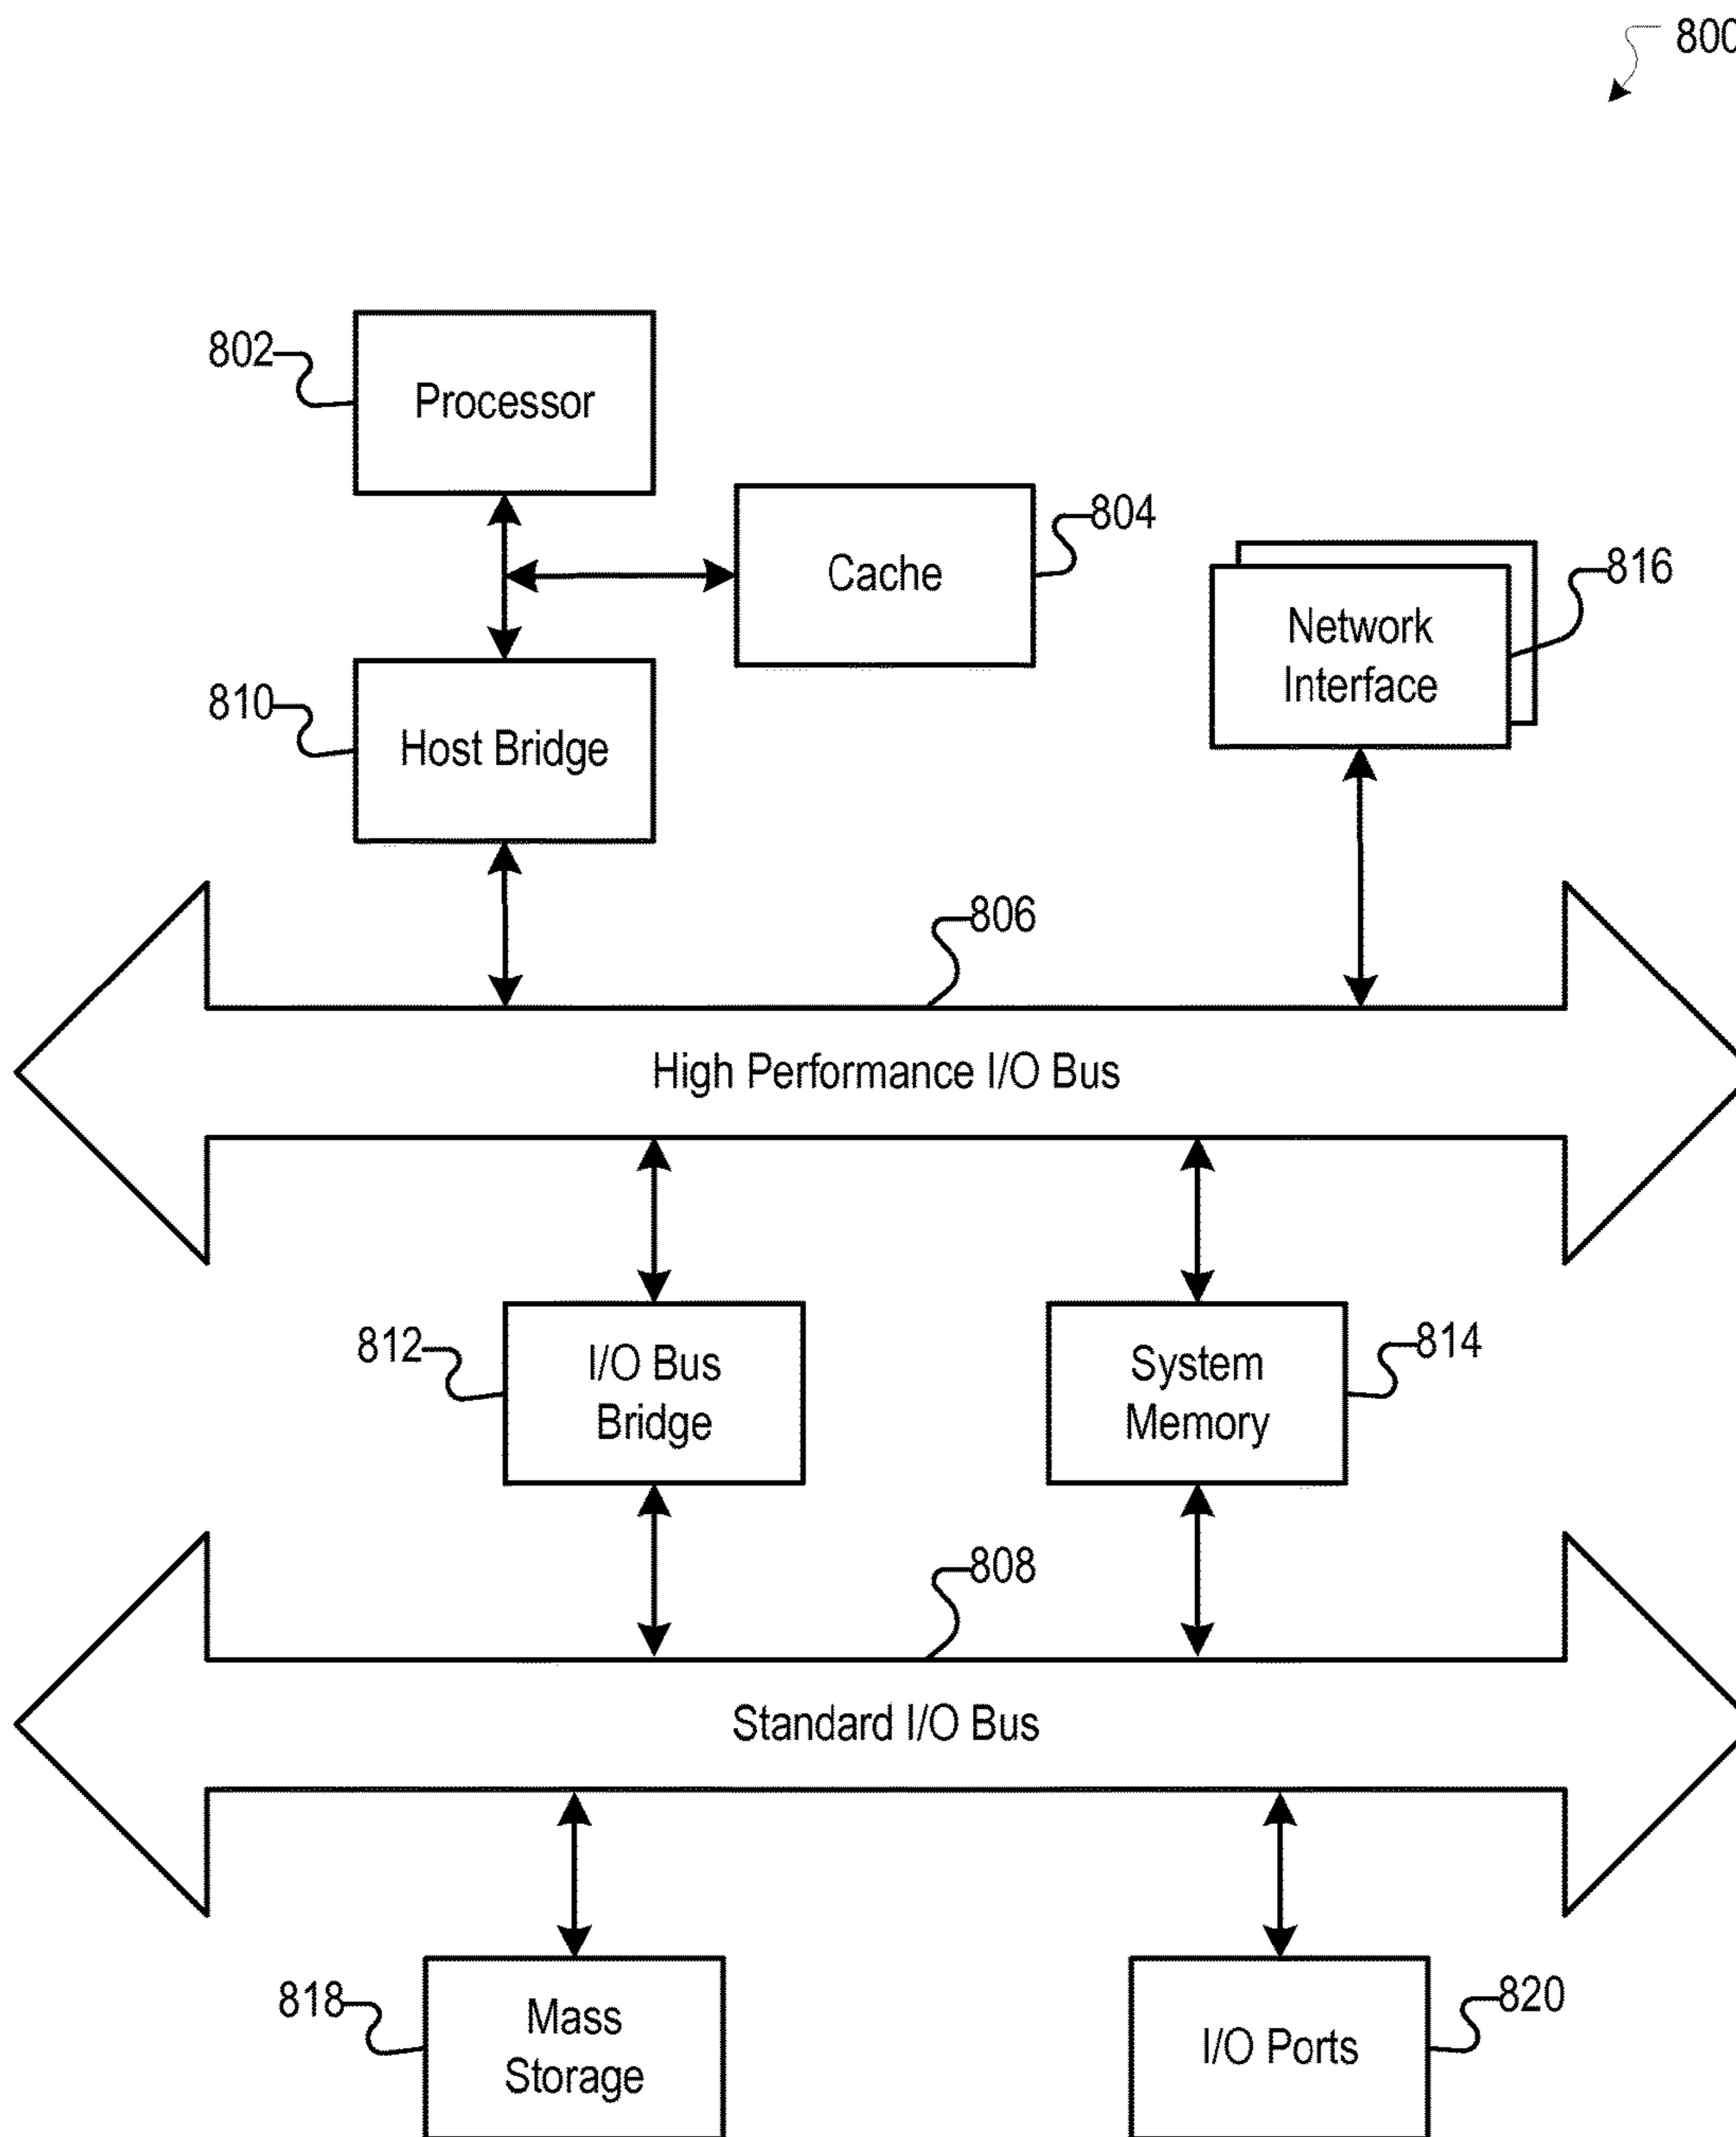 800
802
Processor
804
Cache
816
Network
Interface
810
Host Bridge
806
High Performance I/O Bus
812
I/O Bus
Bridge
814
System
Memory
808
Standard I/O Bus
818
Mass
Storage
820
I/O Ports